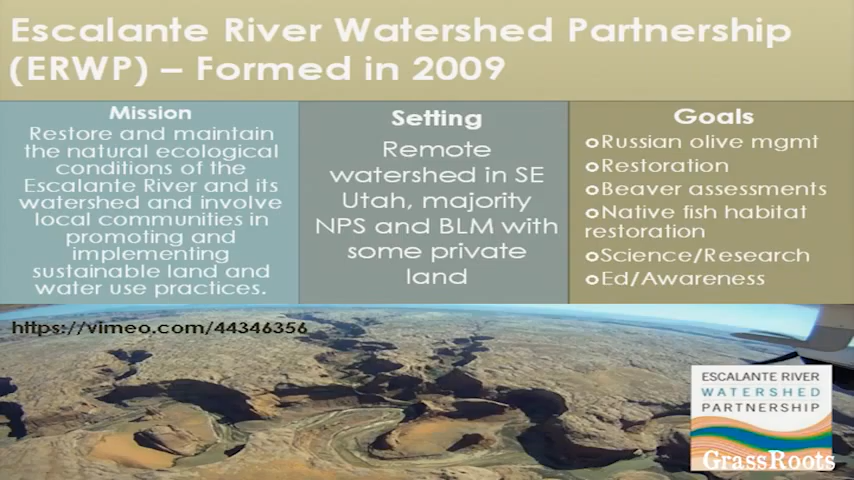 Escalante River Watershed Partnership
(ERWP) – Formed in 2009
Mission
Restore and maintain
the natural ecological
conditions of the
Escalante River and its
watershed and involve
local communities in
promoting and
implementing
sustainable land and
water use practices.
Setting
Remote
watershed in SE
Utah, majority
NPS and BLM with
some private
land
Goals
oRussian olive mgmt
oRestoration
oBeaver assessments
oNative fish habitat
restoration
oScience/Research
oEd/Awareness
https://vimeo.com/44346356
ESCALANTE RIVER
WATERSHED
PARTNERSHIP
GrassRoots